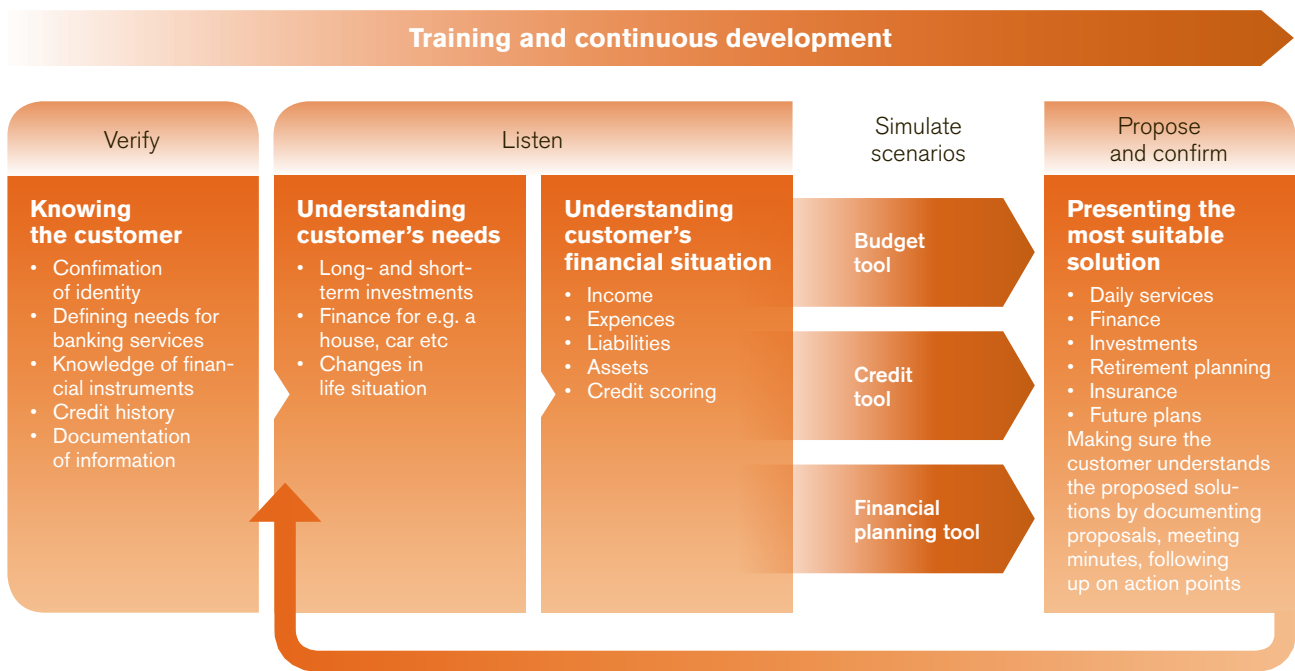 Training and continuous development
Verify
Knowing
the customer
• Confimation
of identity
• Defining needs for
banking services
• Knowledge of finan-
cial instruments
• Credit history
• Documentation
of information
Listen
Understanding
customer's needs
• Long- and short-
term investments
• Finance for e.g. a
house, car etc
• Changes in
life situation
Understanding
customer's
financial situation
• Income
• Expences
• Liabilities
• Assets
• Credit scoring
Simulate
scenarios
Budget
tool
Credit
tool
Financial
planning tool
Propose
and confirm
Presenting the
most suitable
solution
• Daily services
• Finance
• Investments
• Retirement planning
• Insurance
• Future plans
Making sure the
customer understands
the proposed solu-
tions by documenting
proposals, meeting
minutes, following
up on action points